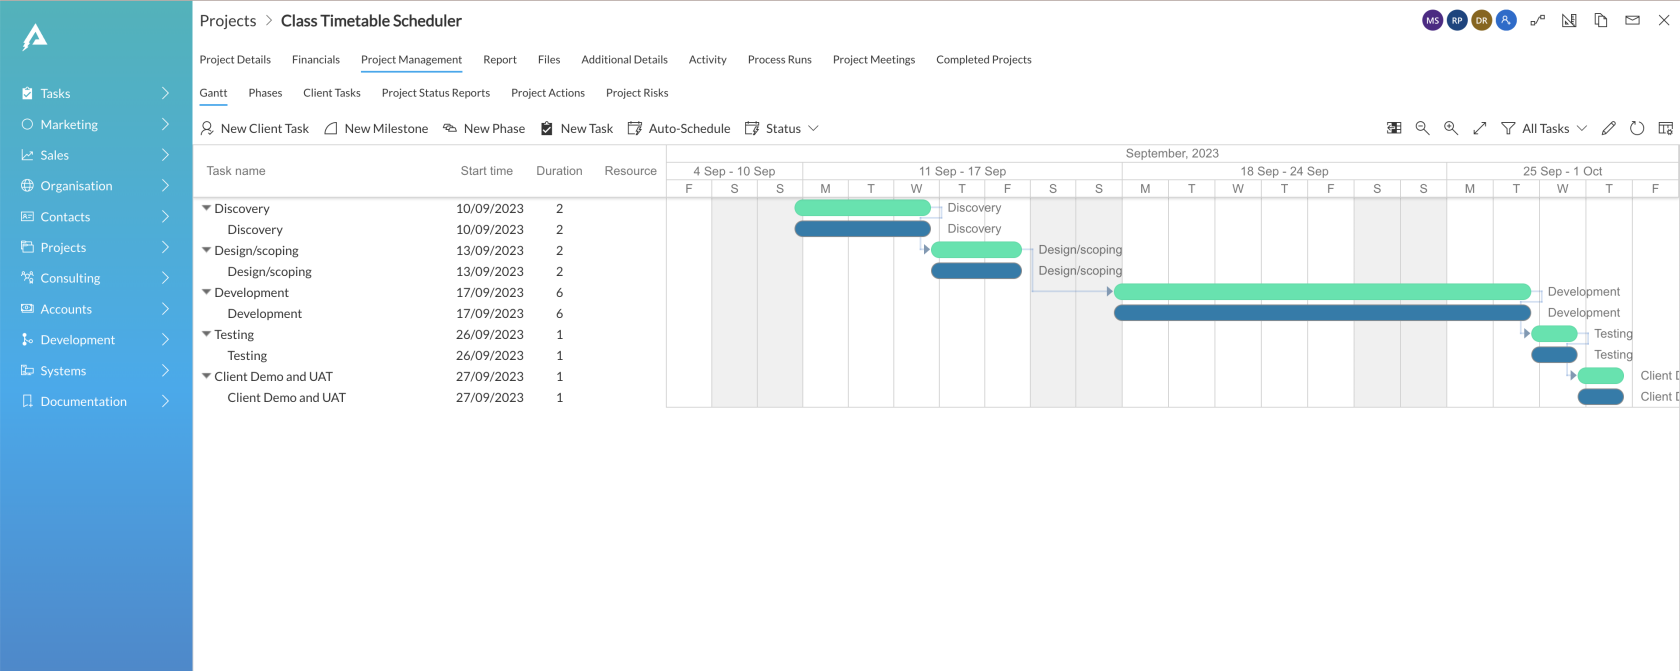 Projects > Class Timetable Scheduler
MS RP DR
Project Details Financials Project Management Report Files Additional Details Activity Process Runs Project Meetings Completed Projects
Gantt Phases Client Tasks Project Status Reports Project Actions Project Risks
New Client Task New Milestone New Phase New Task Auto-Schedule Status All Tasks
Tasks
Marketing
Sales
Organisation
Contacts
Projects
Consulting
Accounts
Development
Systems
Documentation
Task name Start time Duration Resource
September, 2023
4 Sep - 10 Sep 11 Sep - 17 Sep 18 Sep - 24 Sep 25 Sep - 1 Oct
F S S M T W T F S S M T W T F S S M T W T F
Discovery 10/09/2023 2 Discovery
Discovery 10/09/2023 2 Discovery
Design/scoping 13/09/2023 2 Design/scoping
Design/scoping 13/09/2023 2 Design/scoping
Development 17/09/2023 6 Development
Development 17/09/2023 6 Development
Testing 26/09/2023 1 Testing
Testing 26/09/2023 1 Testing
Client Demo and UAT 27/09/2023 1 Client
Client Demo and UAT 27/09/2023 1 Client